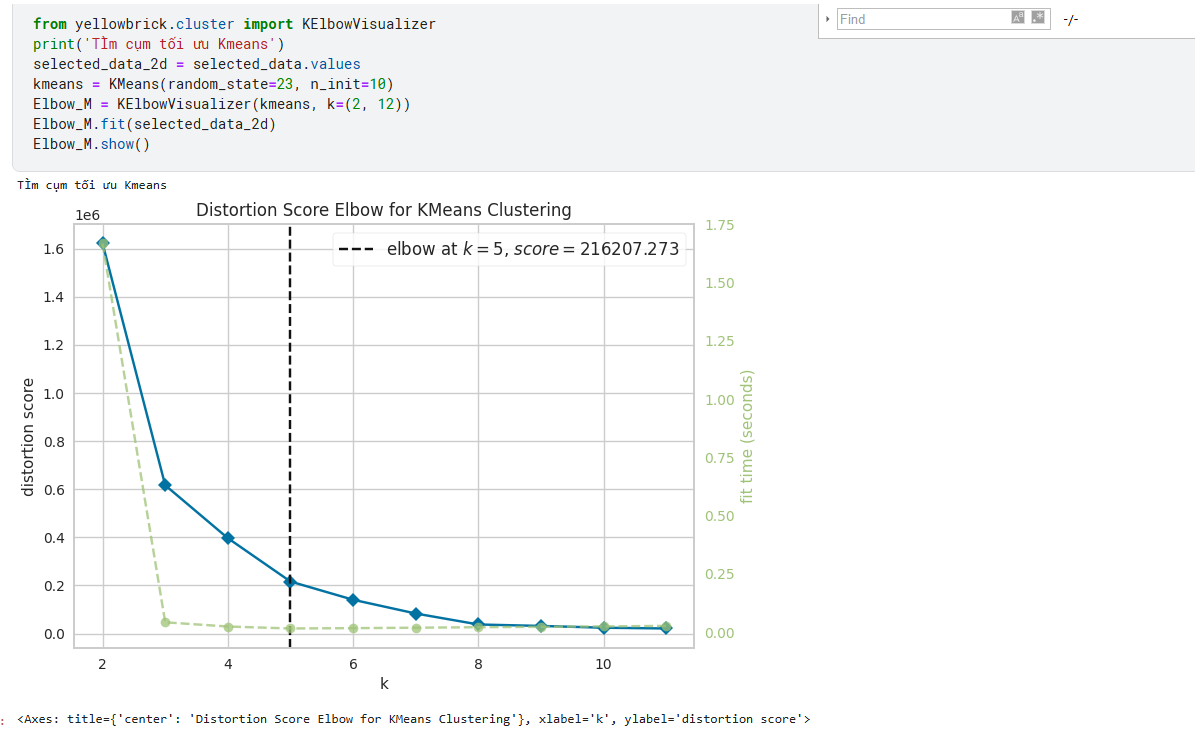 from yellowbrick.cluster import KElbowVisualizer
print('TÌm cụm tối ưu Kmeans')
selected_data_2d = selected_data.values
kmeans = KMeans(random_state=23, n_init=10)
Elbow_M = KElbowVisualizer(kmeans, k=(2, 12))
Elbow_M.fit(selected_data_2d)
Elbow_M.show()
Find
-/-
TÌm cụm tối ưu Kmeans
Distortion Score Elbow for KMeans Clustering
1e6
elbow at k = 5, score = 216207.273
1.6
1.4
1.2
1.0
0.8
0.6
0.4
0.2
0.0
distortion score
2
4
6
8
10
k
1.75
1.50
1.25
1.00
0.75
0.50
0.25
0.00
fit time (seconds)
: <Axes: title={'center': 'Distortion Score Elbow for KMeans Clustering'}, xlabel='k', ylabel='distortion score'>